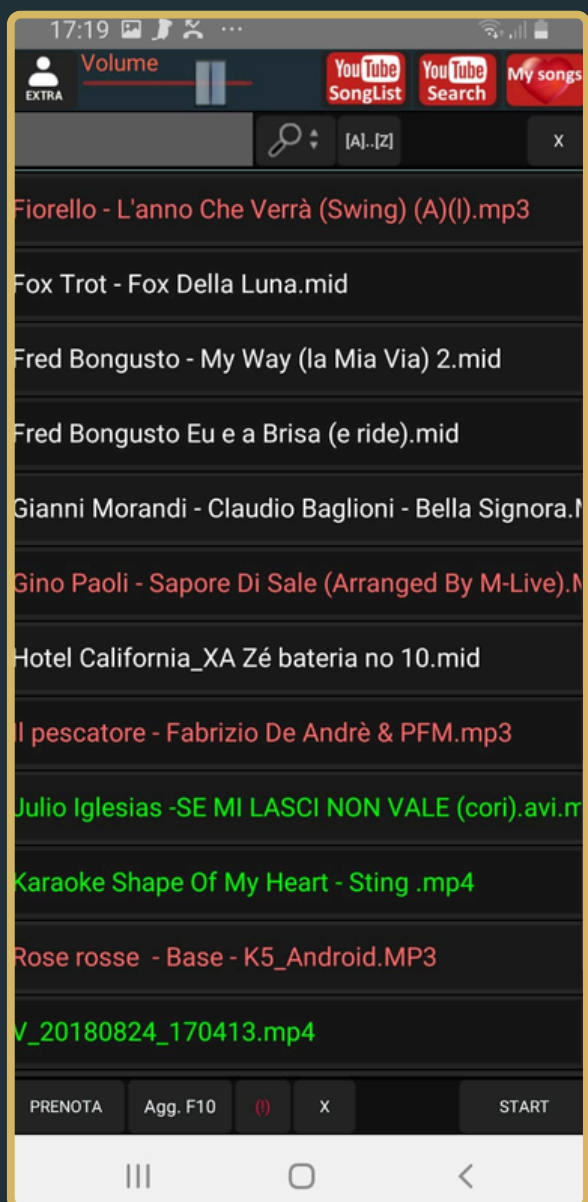 17:19
Volume
EXTRA
YouTube SongList
YouTube Search
My songs
[A]..[Z]
X
Fiorello - L'anno Che Verrà (Swing) (A)(I).mp3
Fox Trot - Fox Della Luna.mid
Fred Bongusto - My Way (la Mia Via) 2.mid
Fred Bongusto Eu e a Brisa (e ride).mid
Gianni Morandi - Claudio Baglioni - Bella Signora.
Gino Paoli - Sapore Di Sale (Arranged By M-Live).
Hotel California_XA Zé bateria no 10.mid
Il pescatore - Fabrizio De Andrè & PFM.mp3
Julio Iglesias -SE MI LASCI NON VALE (cori).avi.m
Karaoke Shape Of My Heart - Sting .mp4
Rose rosse - Base - K5_Android.MP3
V_20180824_170413.mp4
PRENOTA
Agg. F10
(!)
X
START